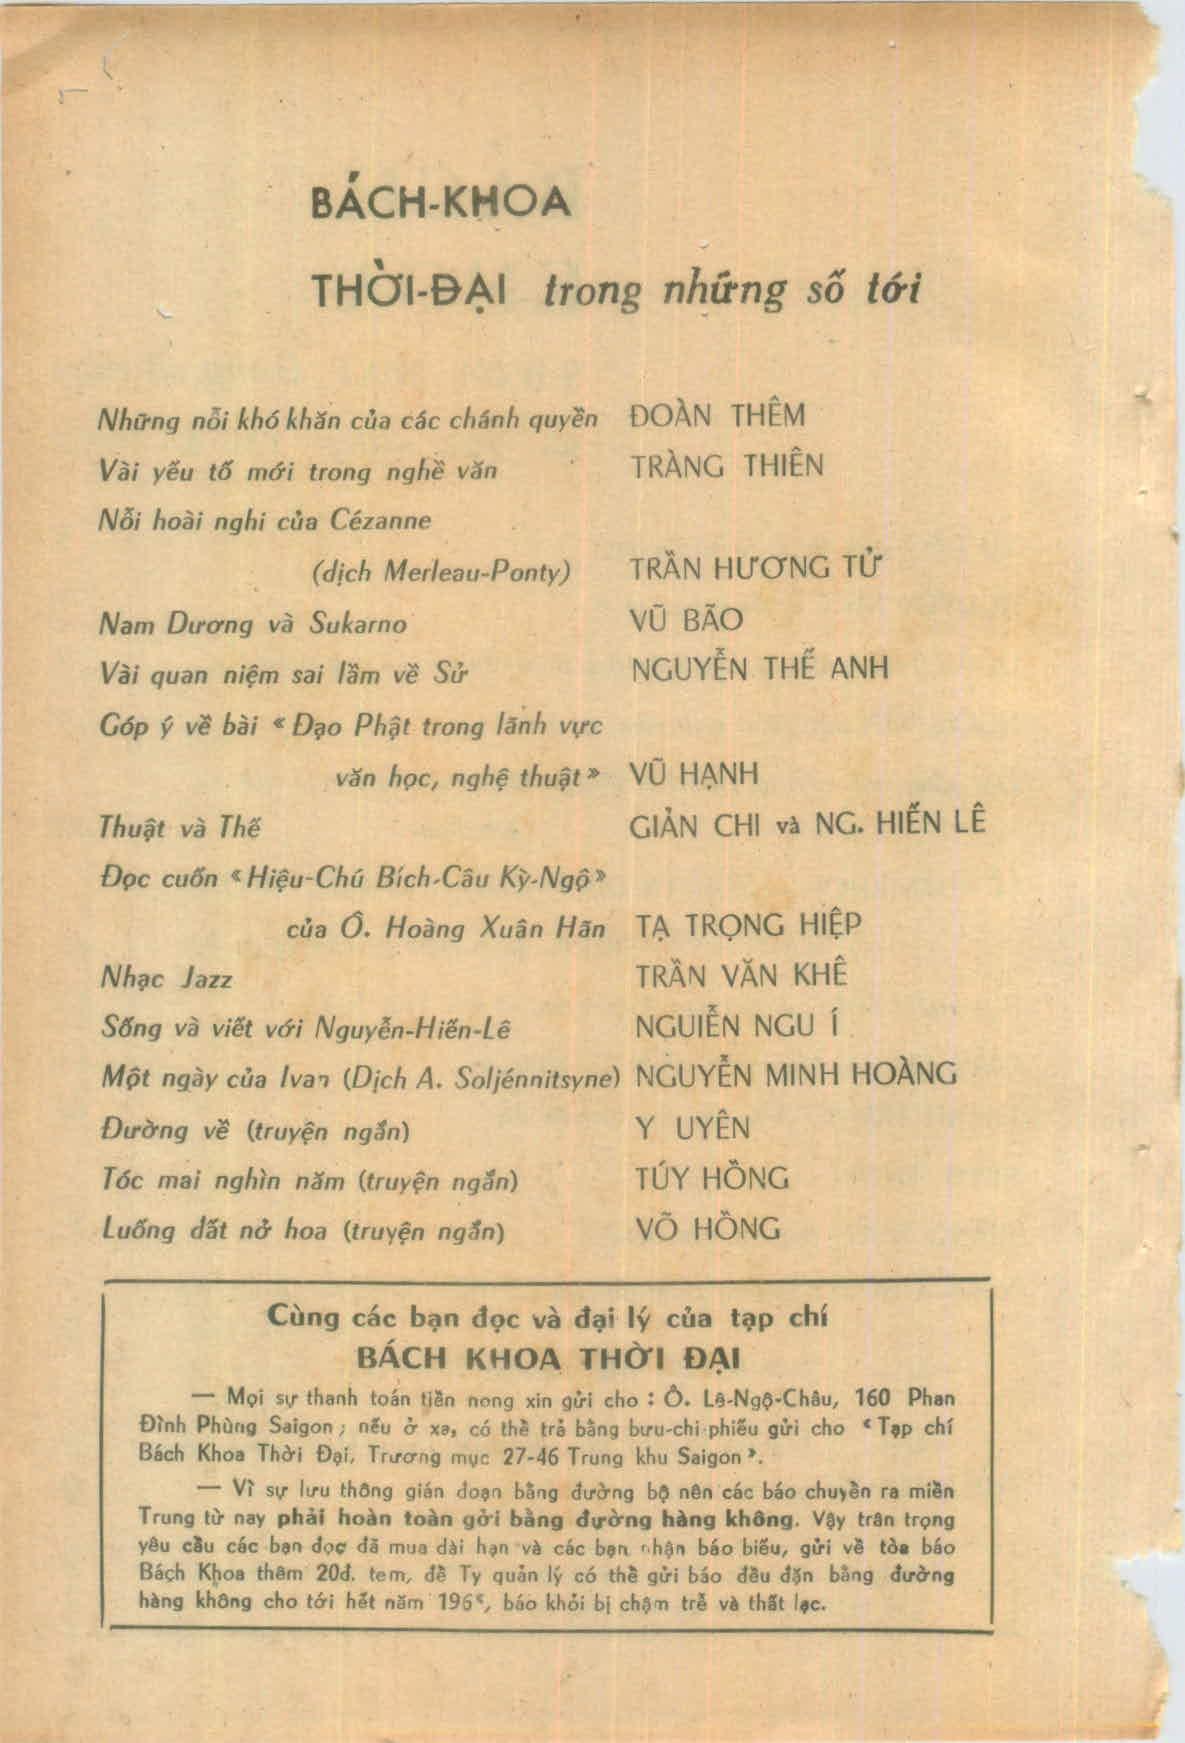 BÁCH-KHOA
THỜI-ĐẠI trong những số tới
Những nỗi khó khăn của các chánh quyền ĐOÀN THÊM
Vài yếu tố mới trong nghề văn TRÀNG THIÊN
Nỗi hoài nghi của Cézanne
(dịch Merleau-Ponty) TRẦN HƯƠNG TỬ
Nam Dương và Sukarno VŨ BÃO
Vài quan niệm sai lầm về Sử NGUYỄN THẾ ANH
Góp ý về bài « Đạo Phật trong lãnh vực
văn học, nghệ thuật » VŨ HẠNH
Thuật và Thế GIẢN CHI và NG. HIẾN LÊ
Đọc cuốn « Hiệu-Chú Bích-Câu Kỳ-Ngộ »
của Ô. Hoàng Xuân Hãn TẠ TRỌNG HIỆP
Nhạc Jazz TRẦN VĂN KHÊ
Sống và viết với Nguyễn-Hiến-Lê NGUIỄN NGU Í
Một ngày của Ivan (Dịch A. Soljénnitsyne) NGUYỄN MINH HOÀNG
Đường về (truyện ngắn) Y UYÊN
Tóc mai nghìn năm (truyện ngắn) TÚY HỒNG
Luống đất nở hoa (truyện ngắn) VÕ HỒNG
Cùng các bạn đọc và đại lý của tạp chí
BÁCH KHOA THỜI ĐẠI
— Mọi sự thanh toán tiền nong xin gửi cho : Ô. Lê-Ngộ-Châu, 160 Phan
Đình Phùng Saigon ; nếu ở xa, có thể trả bằng bưu-chi-phiếu gửi cho « Tạp chí
Bách Khoa Thời Đại, Trương mục 27-46 Trung khu Saigon ».
— Vì sự lưu thông gián đoạn bằng đường bộ nên các báo chuyển ra miền
Trung từ nay phải hoàn toàn gởi bằng đường hàng không. Vậy trân trọng
yêu cầu các bạn đọc đã mua dài hạn và các bạn nhận báo biếu, gửi về tòa báo
Bách Khoa thêm 20đ. tem, để Ty quản lý có thể gửi báo đều đặn bằng đường
hàng không cho tới hết năm báo khỏi bị chậm trễ và thất lạc.